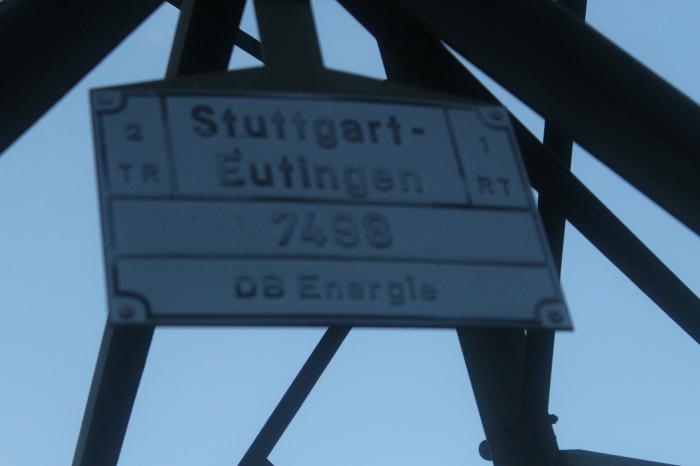 2
TR
Stuttgart-
Eutingen
1
RT
7498
DB Energie